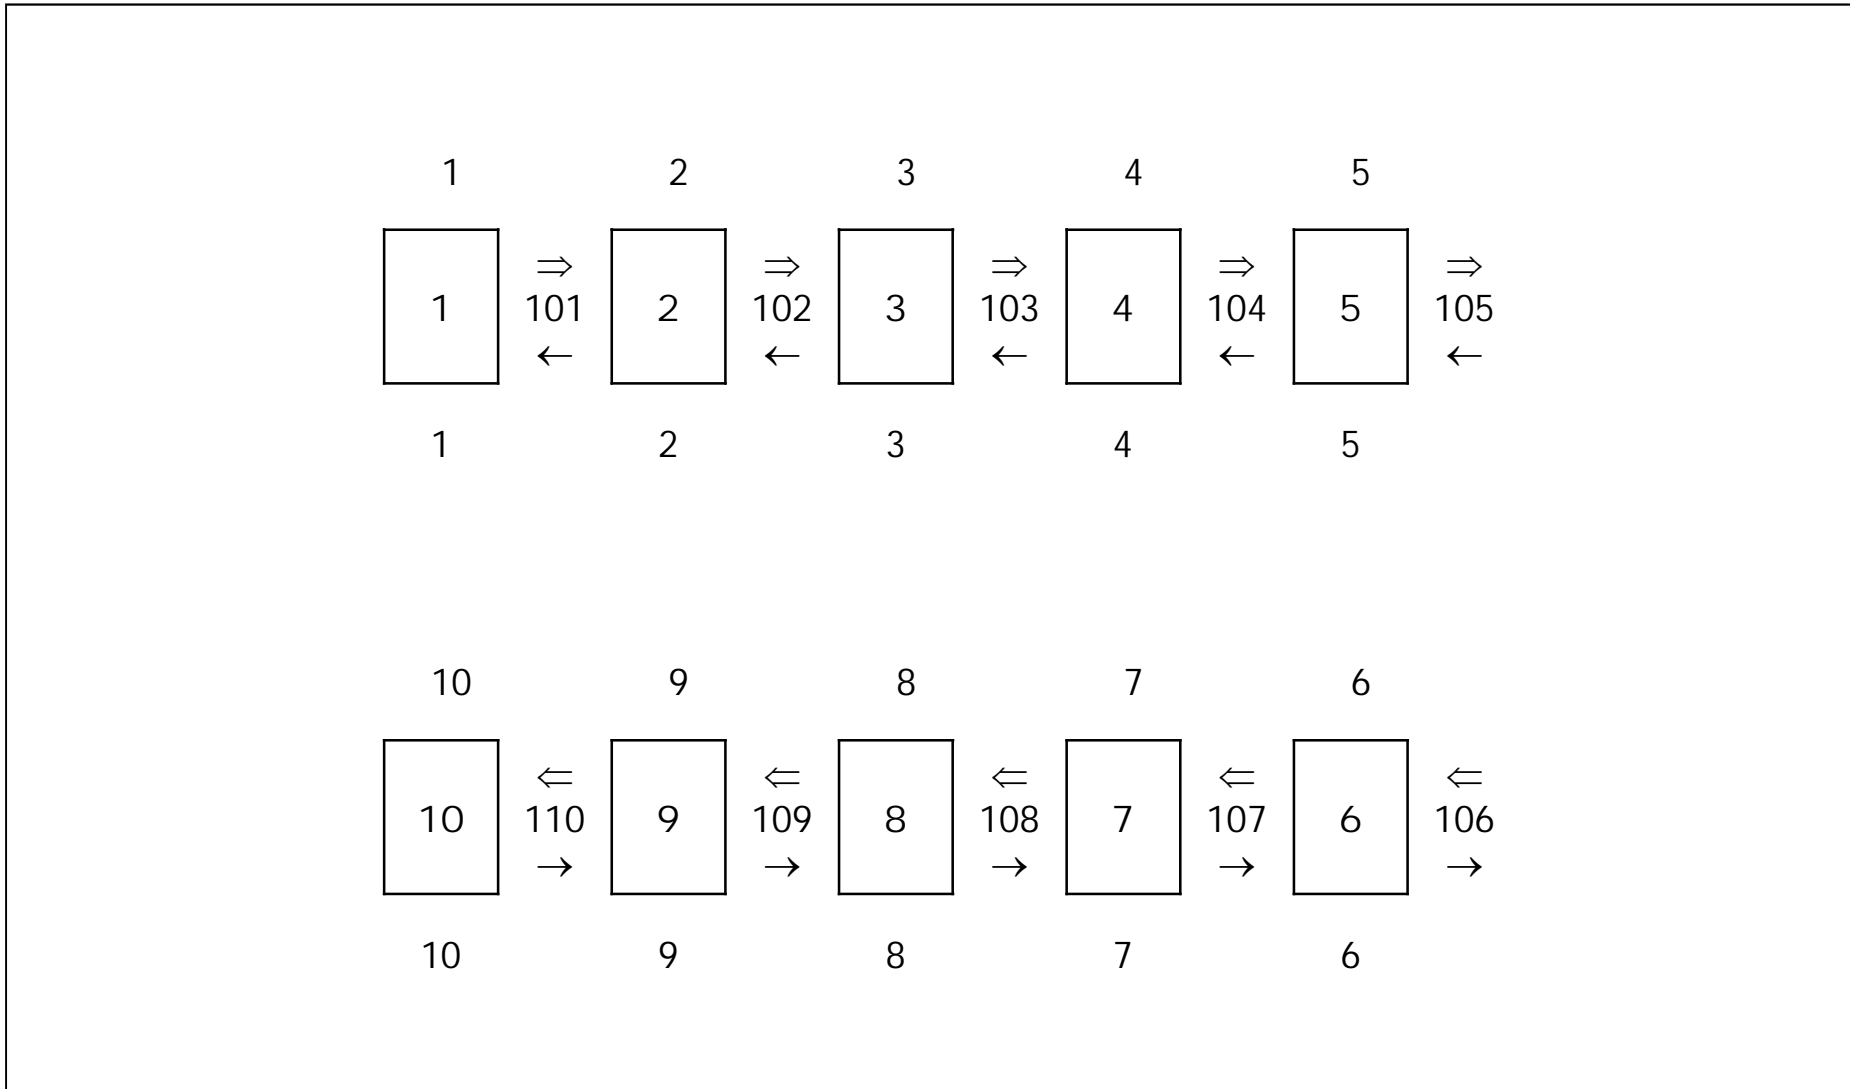 1 2 3 4 5
⇒ ⇒ ⇒ ⇒ ⇒
1 101 2 102 3 103 4 104 5 105
← ← ← ← ←
1 2 3 4 5
10 9 8 7 6
⇐ ⇐ ⇐ ⇐ ⇐
10 110 9 109 8 108 7 107 6 106
→ → → → →
10 9 8 7 6